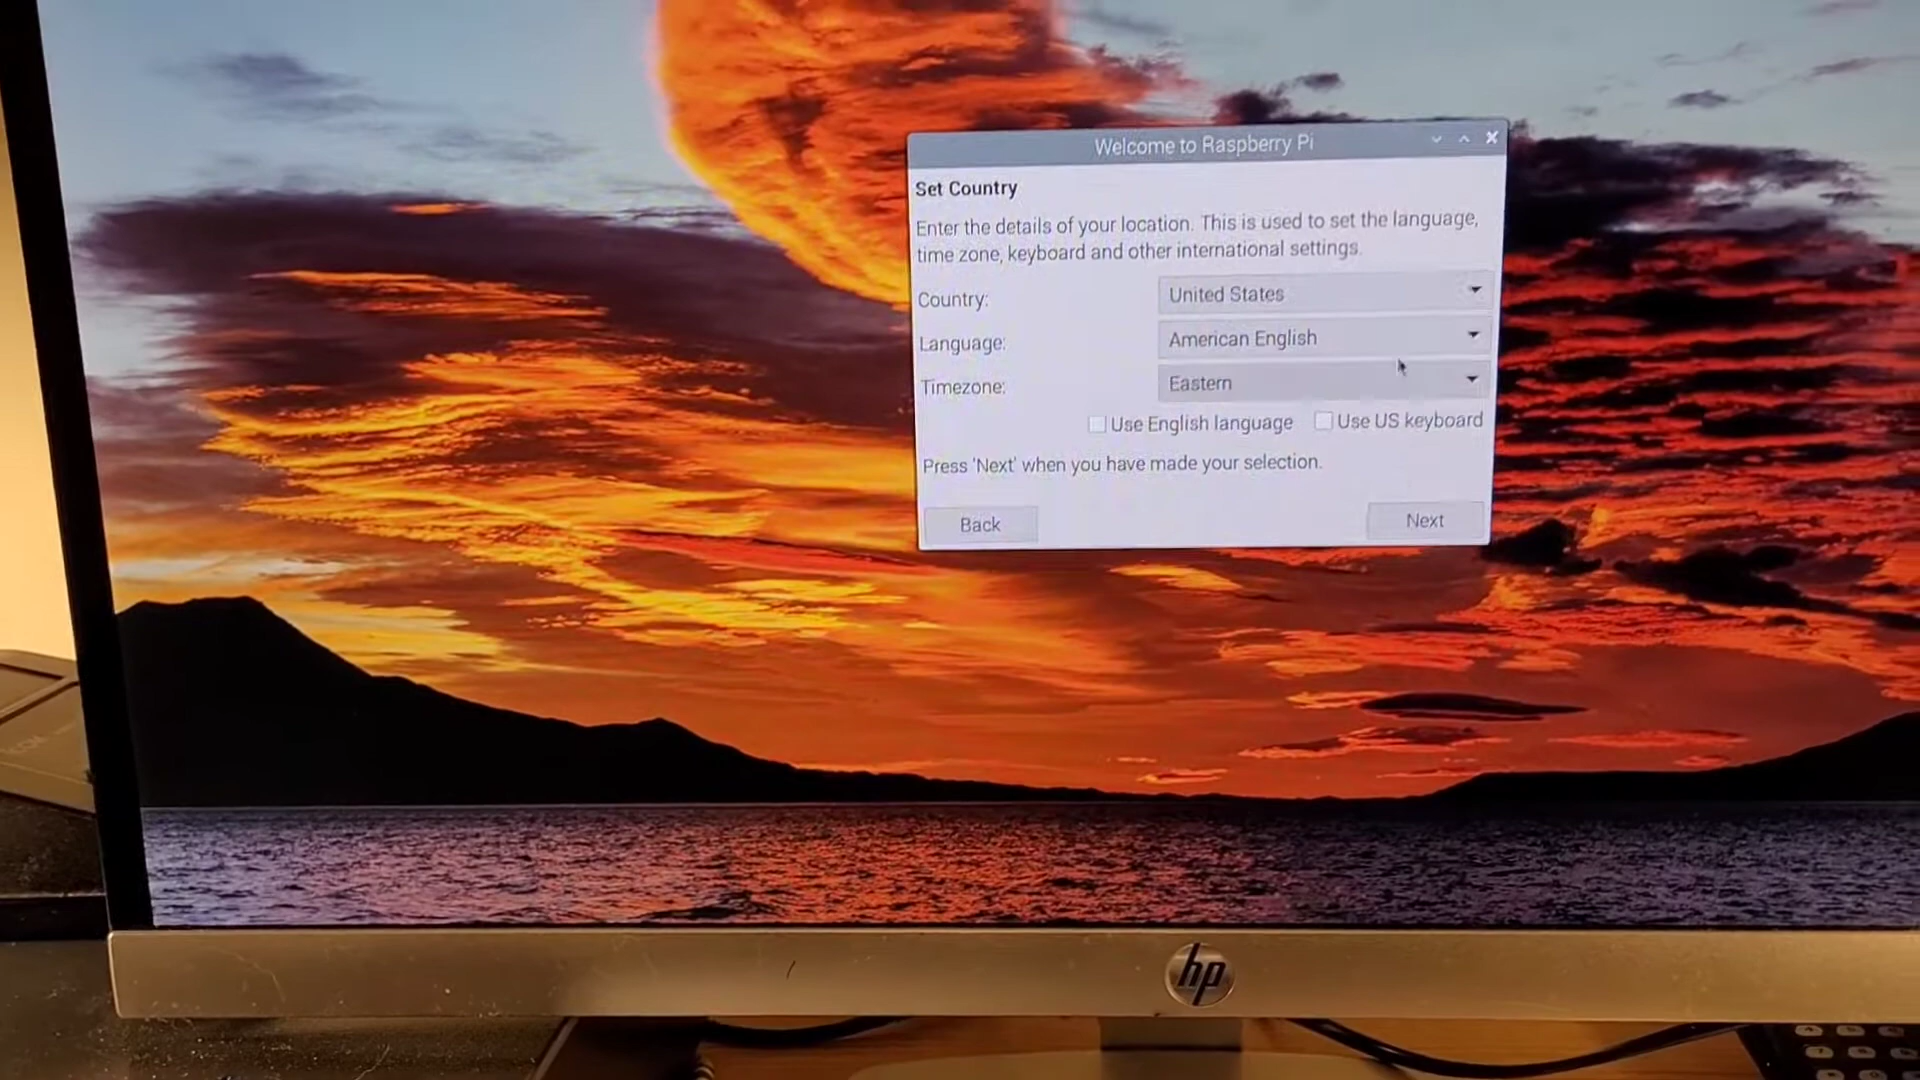 Welcome to Raspberry Pi
Set Country
Enter the details of your location. This is used to set the language,
time zone, keyboard and other international settings.
Country:
United States
Language:
American English
Timezone:
Eastern
Use English language
Use US keyboard
Press 'Next' when you have made your selection.
Back
Next
hp